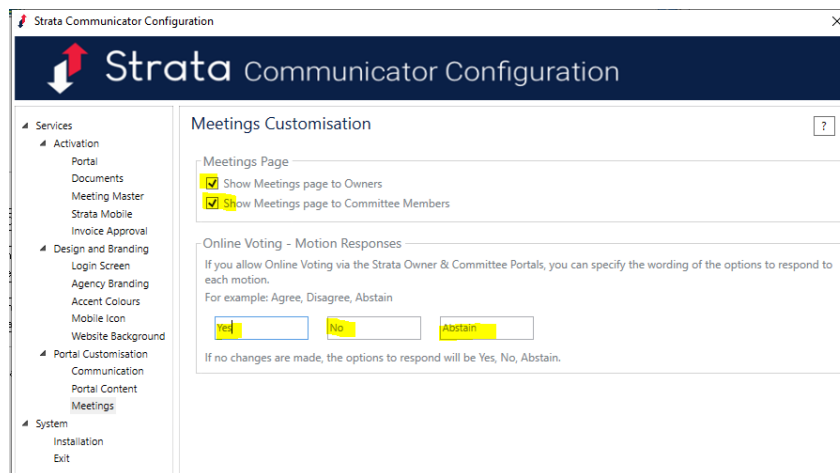 Strata Communicator Configuration
Strata Communicator Configuration
Services
Activation
Portal
Documents
Meeting Master
Strata Mobile
Invoice Approval
Design and Branding
Login Screen
Agency Branding
Accent Colours
Mobile Icon
Website Background
Portal Customisation
Communication
Portal Content
Meetings
System
Installation
Exit
Meetings Customisation
?
Meetings Page
Show Meetings page to Owners
Show Meetings page to Committee Members
Online Voting - Motion Responses
If you allow Online Voting via the Strata Owner & Committee Portals, you can specify the wording of the options to respond to
each motion.
For example: Agree, Disagree, Abstain
Yes
No
Abstain
If no changes are made, the options to respond will be Yes, No, Abstain.